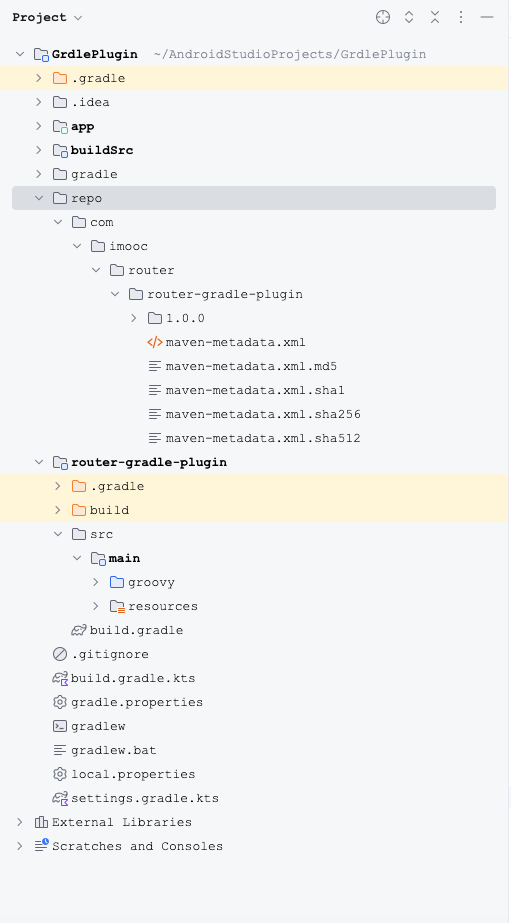 Project
GrdlePlugin ~/AndroidStudioProjects/GrdlePlugin
.gradle
.idea
app
buildSrc
gradle
repo
com
imooc
router
router-gradle-plugin
1.0.0
maven-metadata.xml
maven-metadata.xml.md5
maven-metadata.xml.sha1
maven-metadata.xml.sha256
maven-metadata.xml.sha512
router-gradle-plugin
.gradle
build
src
main
groovy
resources
build.gradle
.gitignore
build.gradle.kts
gradle.properties
gradlew
gradlew.bat
local.properties
settings.gradle.kts
External Libraries
Scratches and Consoles